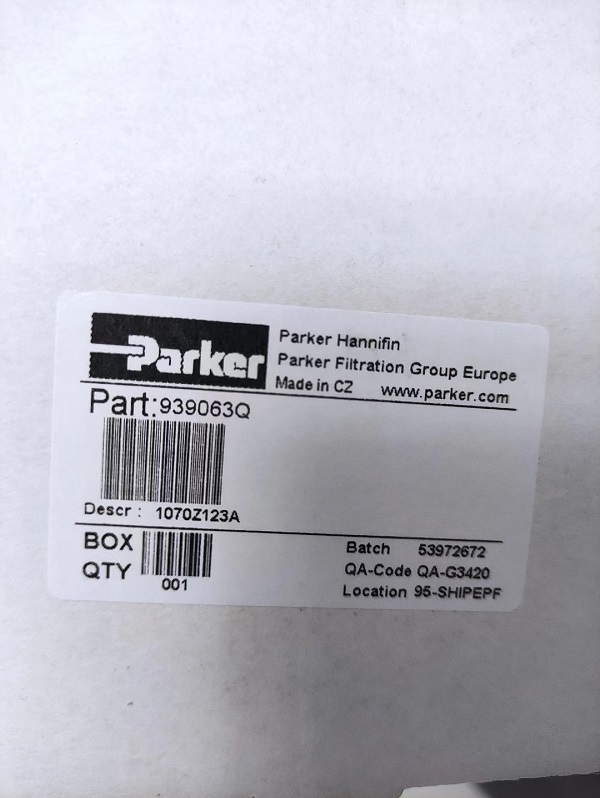 Parker
Parker Hannifin
Parker Filtration Group Europe
Made in CZ www.parker.com
Part:939063Q
Descr : 1070Z123A
BOX
QTY
001
Batch 53972672
QA-Code QA-G3420
Location 95-SHIPEPF